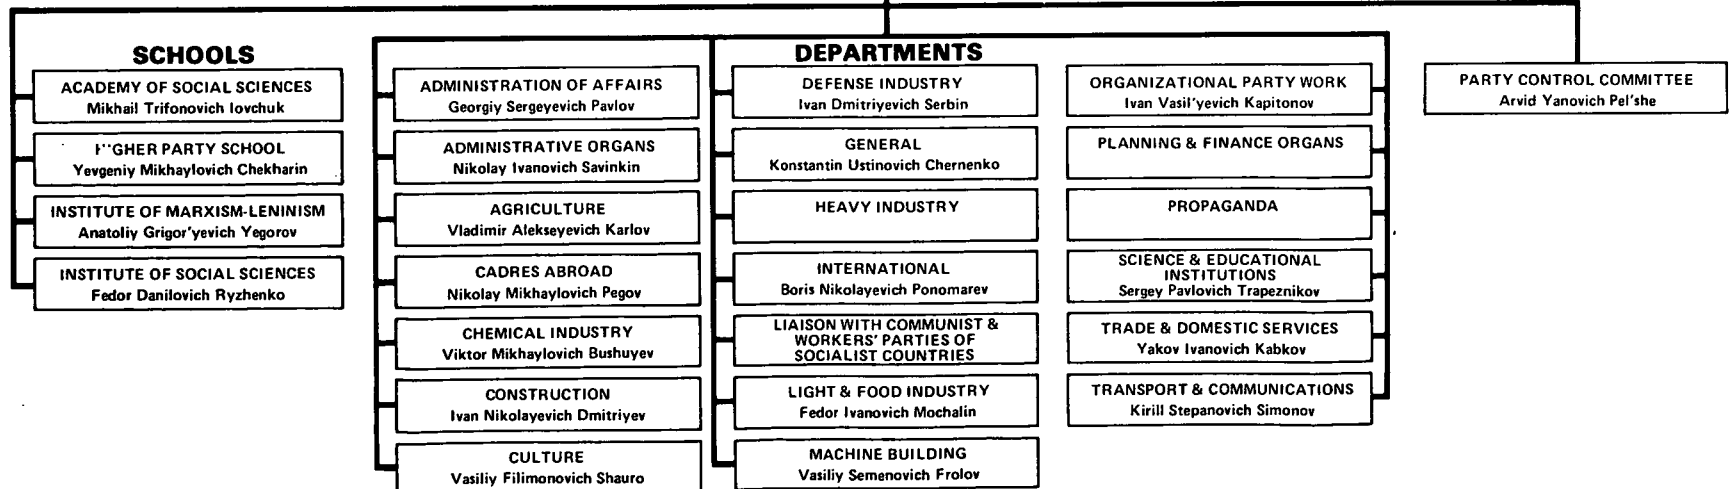 SCHOOLS
ACADEMY OF SOCIAL SCIENCES
Mikhail Trifonovich Iovchuk
PARTY SCHOOL
Yevgeniy Mikhaylovich Chekharin
INSTITUTE OF MARXISM-LENINISM
Anatoliy Grigor'yevich Yegorov
INSTITUTE OF SOCIAL SCIENCES
Fedor Danilovich Ryzhenko
DEPARTMENTS
ADMINISTRATION OF AFFAIRS
Georgiy Sergeyevich Pavlov
ADMINISTRATIVE ORGANS
Nikolay Ivanovich Savinkin
AGRICULTURE
Vladimir Alekseyevich Karlov
CADRES ABROAD
Nikolay Mikhaylovich Pegov
CHEMICAL INDUSTRY
Viktor Mikhaylovich Bushuyev
CONSTRUCTION
Ivan Nikolayevich Dmitriyev
CULTURE
Vasiliy Filimonovich Shauro
DEFENSE INDUSTRY
Ivan Dmitriyevich Serbin
GENERAL
Konstantin Ustinovich Chernenko
HEAVY INDUSTRY
INTERNATIONAL
Boris Nikolayevich Ponomarev
LIAISON WITH COMMUNIST &
WORKERS' PARTIES OF
SOCIALIST COUNTRIES
LIGHT & FOOD INDUSTRY
Fedor Ivanovich Mochalin
MACHINE BUILDING
Vasiliy Semenovich Frolov
ORGANIZATIONAL PARTY WORK
Ivan Vasil'yevich Kapitonov
PLANNING & FINANCE ORGANS
PROPAGANDA
SCIENCE & EDUCATIONAL
INSTITUTIONS
Sergey Pavlovich Trapeznikov
TRADE & DOMESTIC SERVICES
Yakov Ivanovich Kabkov
TRANSPORT & COMMUNICATIONS
Kirill Stepanovich Simonov
PARTY CONTROL COMMITTEE
Arvid Yanovich Pel'she